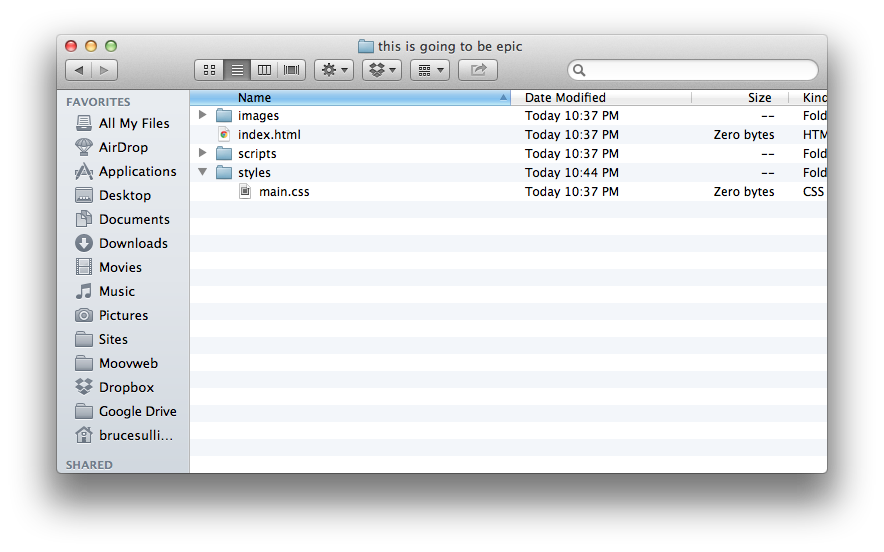 this is going to be epic
FAVORITES
All My Files
AirDrop
Applications
Desktop
Documents
Downloads
Movies
Music
Pictures
Sites
Moovweb
Dropbox
Google Drive
brucesulli...
SHARED
Name Date Modified Size Kind
images Today 10:37 PM -- Fold
index.html Today 10:37 PM Zero bytes HTM
scripts Today 10:37 PM -- Fold
styles Today 10:44 PM -- Fold
main.css Today 10:37 PM Zero bytes CSS